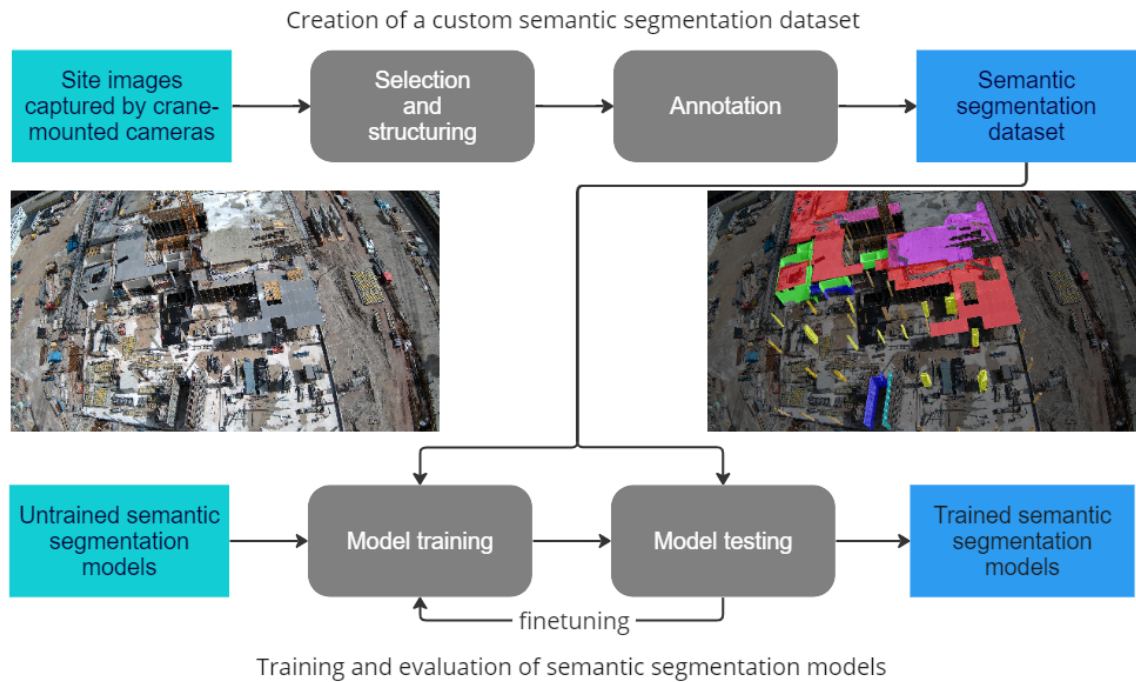 Creation of a custom semantic segmentation dataset
Site images
captured by crane-
mounted cameras
Selection
and
structuring
Annotation
Semantic
segmentation
dataset
Untrained semantic
segmentation
models
Model training
Model testing
Trained semantic
segmentation
models
finetuning
Training and evaluation of semantic segmentation models